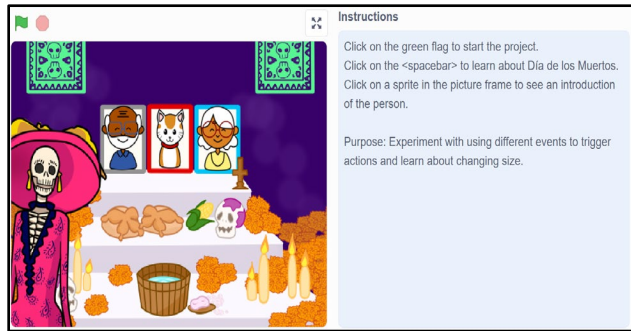 Instructions
Click on the green flag to start the project.
Click on the <spacebar> to learn about Día de los Muertos.
Click on a sprite in the picture frame to see an introduction
of the person.
Purpose: Experiment with using different events to trigger
actions and learn about changing size.